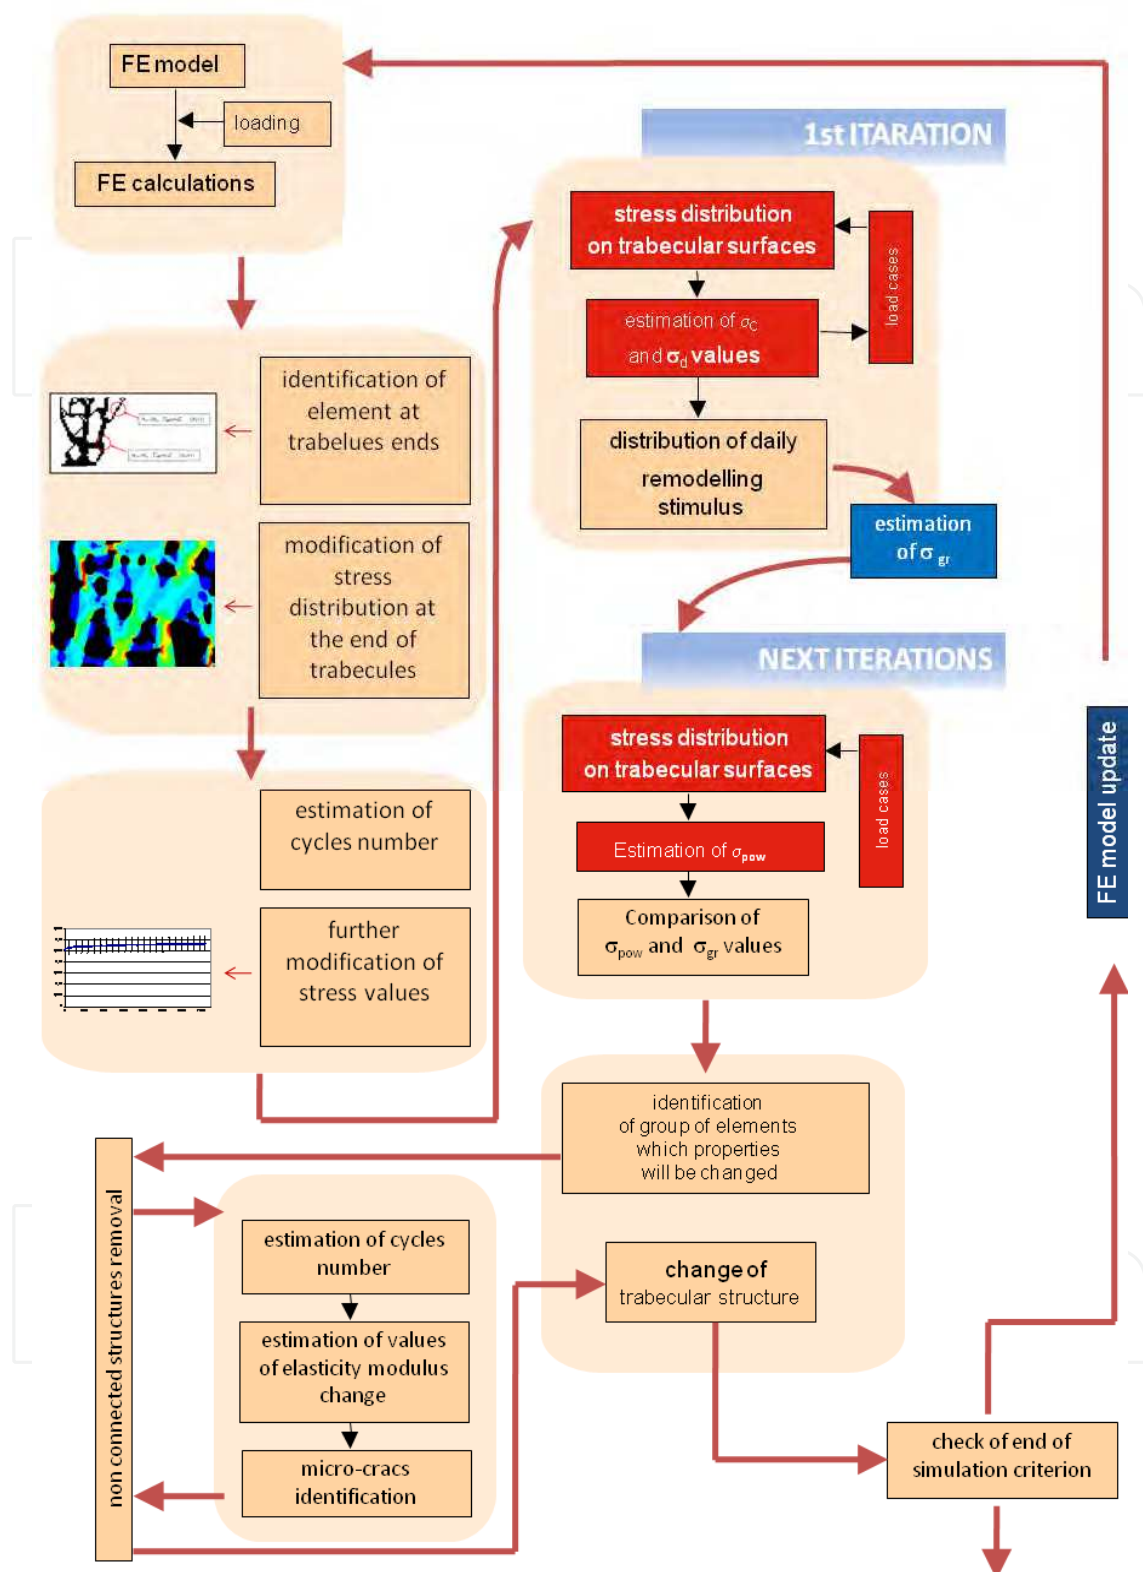 FE model
loading
FE calculations
identification of
element at
trabelues ends
modification of
stress
distribution at
the end of
trabecules
estimation of
cycles number
further
modification of
stress values
1st ITARATION
stress distribution
on trabecular surfaces
load cases
estimation of σC
and σd values
distribution of daily
remodelling
stimulus
estimation
of σ gr
NEXT ITERATIONS
stress distribution
on trabecular surfaces
load cases
Estimation of σpow
Comparison of
σpow and σgr values
FE model update
identification
of group of elements
which properties
will be changed
non connected structures removal
estimation of cycles
number
estimation of values
of elasticity modulus
change
micro-cracs
identification
change of
trabecular structure
check of end of
simulation criterion